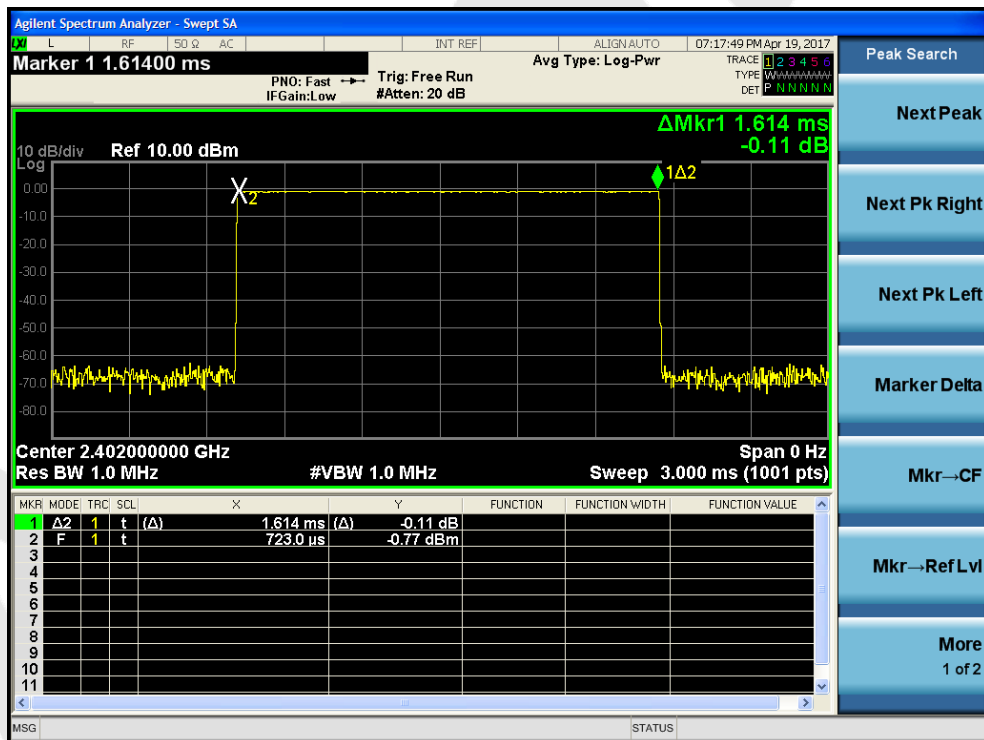 Agilent Spectrum Analyzer - Swept SA
LXI L RF 50 Ω AC INT REF ALIGNAUTO 07:17:49 PM Apr 19, 2017
Marker 1 1.61400 ms
PNO: Fast
IFGain:Low
Trig: Free Run
#Atten: 20 dB
Avg Type: Log-Pwr
TRACE 1 2 3 4 5 6
TYPE WWWWWW
DET P N N N N N
ΔMkr1 1.614 ms
-0.11 dB
10 dB/div Ref 10.00 dBm
Log
1Δ2
0.00
2
-10.0
-20.0
-30.0
-40.0
-50.0
-60.0
-70.0
-80.0
Center 2.402000000 GHz Span 0 Hz
Res BW 1.0 MHz #VBW 1.0 MHz Sweep 3.000 ms (1001 pts)
MKR MODE TRC SCL X Y FUNCTION FUNCTION WIDTH FUNCTION VALUE
1 Δ2 1 t (Δ) 1.614 ms (Δ) -0.11 dB
2 F 1 t 723.0 µs -0.77 dBm
3
4
5
6
7
8
9
10
11
MSG STATUS
Peak Search
Next Peak
Next Pk Right
Next Pk Left
Marker Delta
Mkr→CF
Mkr→Ref Lvl
More
1 of 2